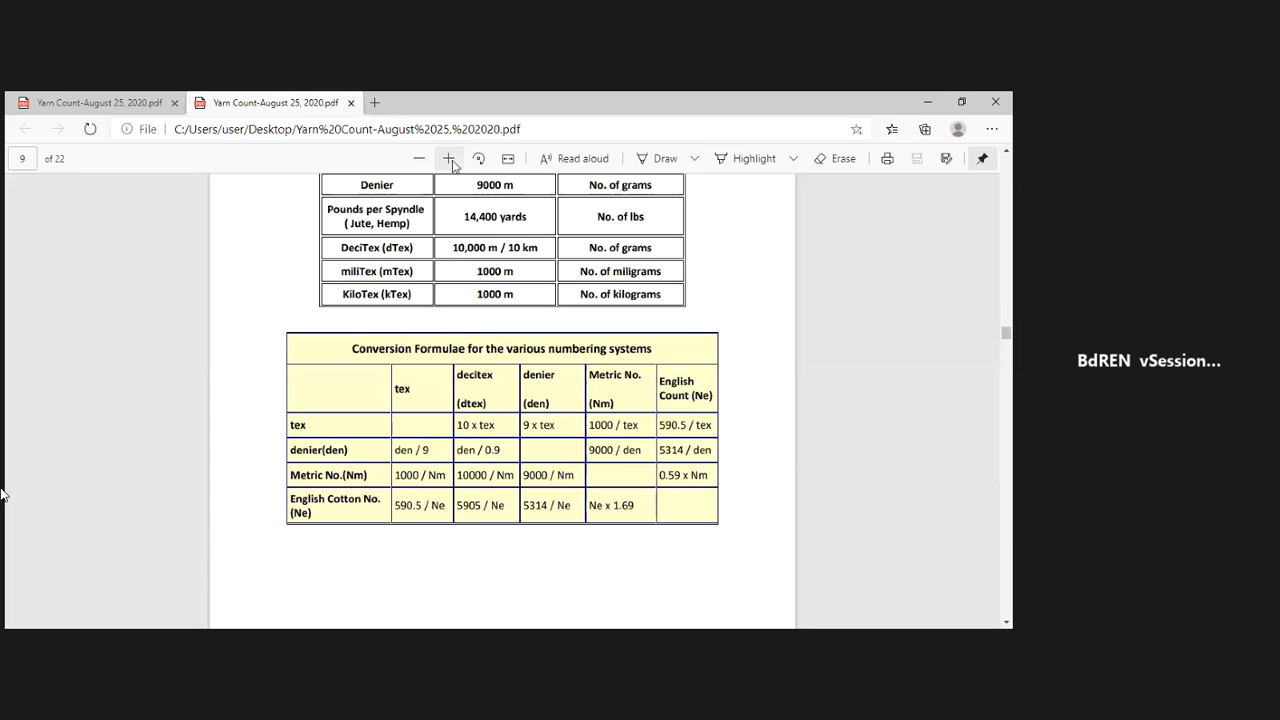 Yarn Count-August 25, 2020.pdf
Yarn Count-August 25, 2020.pdf
File C:/Users/user/Desktop/Yarn%20Count-August%2025,%202020.pdf
9 of 22 Read aloud Draw Highlight Erase
Denier 9000 m No. of grams
Pounds per Spyndle 14,400 yards No. of lbs
( Jute, Hemp)
DeciTex (dTex) 10,000 m / 10 km No. of grams
miliTex (mTex) 1000 m No. of miligrams
KiloTex (kTex) 1000 m No. of kilograms
Conversion Formulae for the various numbering systems
tex decitex denier Metric No. English
(dtex) (den) (Nm) Count (Ne)
tex 10 x tex 9 x tex 1000 / tex 590.5 / tex
denier(den) den / 9 den / 0.9 9000 / den 5314 / den
Metric No.(Nm) 1000 / Nm 10000 / Nm 9000 / Nm 0.59 x Nm
English Cotton No. 590.5 / Ne 5905 / Ne 5314 / Ne Ne x 1.69
(Ne)
BdREN vSession...